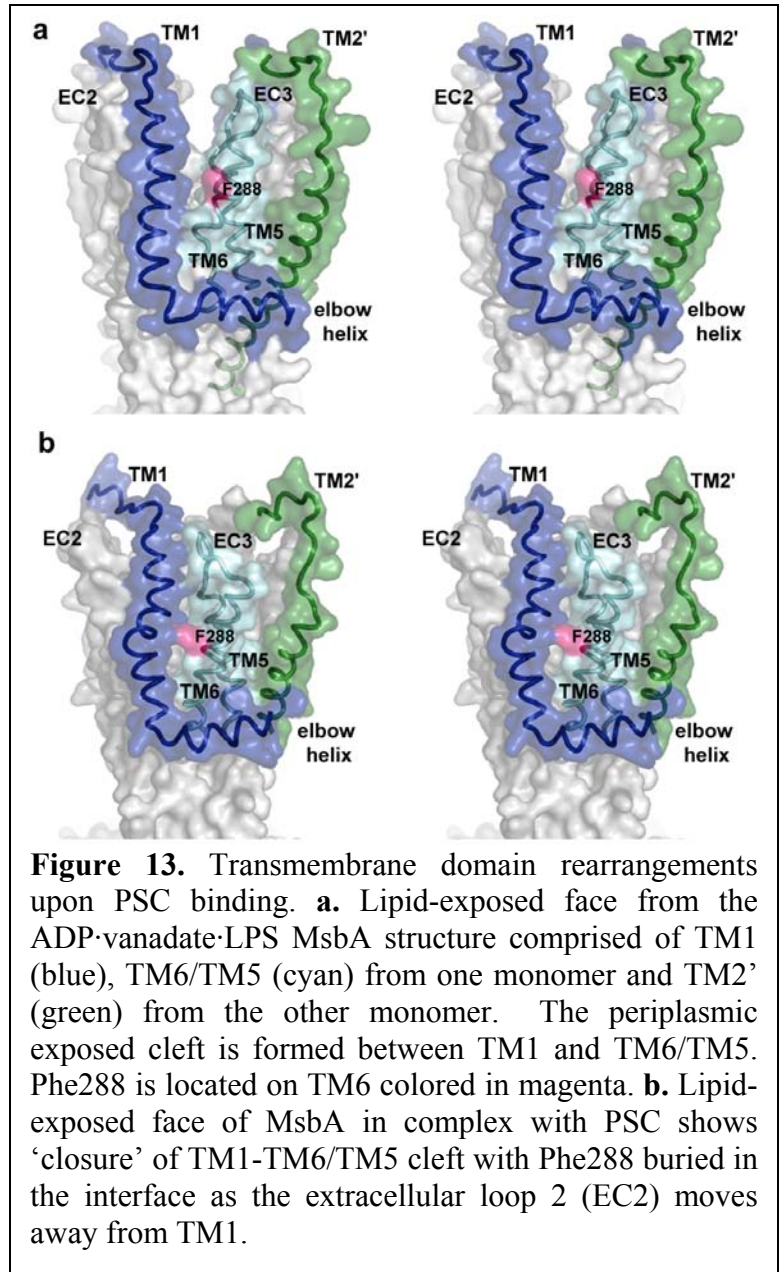 a
TM1
TM2'
TM1
TM2'
EC2
EC3
EC2
EC3
F288
F288
TM5
TM5
TM6
TM6
elbow
helix
elbow
helix
b
TM1
TM2'
TM1
TM2'
EC2
EC3
EC2
EC3
F288
F288
TM5
TM5
TM6
TM6
elbow
helix
elbow
helix
Figure 13. Transmembrane domain rearrangements
upon PSC binding. a. Lipid-exposed face from the
ADP·vanadate·LPS MsbA structure comprised of TM1
(blue), TM6/TM5 (cyan) from one monomer and TM2’
(green) from the other monomer. The periplasmic
exposed cleft is formed between TM1 and TM6/TM5.
Phe288 is located on TM6 colored in magenta. b. Lipid-
exposed face of MsbA in complex with PSC shows
‘closure’ of TM1-TM6/TM5 cleft with Phe288 buried in
the interface as the extracellular loop 2 (EC2) moves
away from TM1.